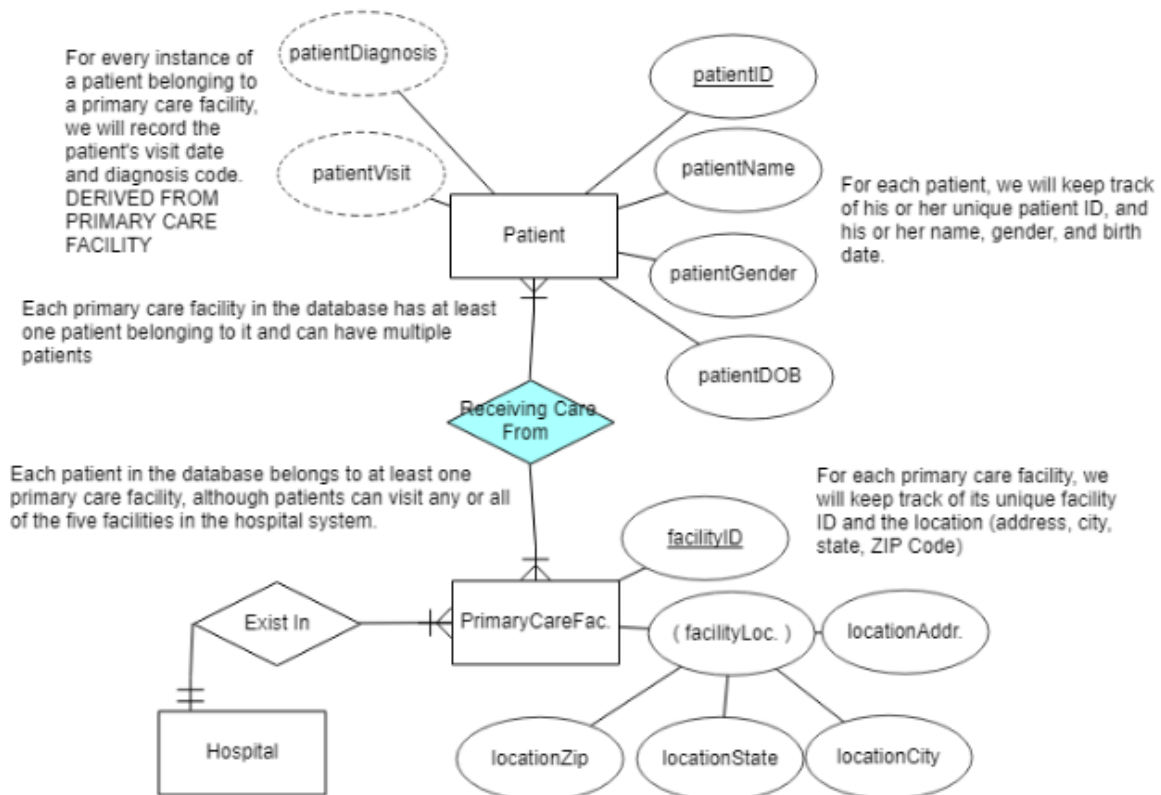 For every instance of
a patient belonging to
a primary care facility,
we will record the
patient's visit date
and diagnosis code.
DERIVED FROM
PRIMARY CARE
FACILITY
patientDiagnosis
patientVisit
patientID
patientName
patientGender
patientDOB
Patient
For each patient, we will keep track
of his or her unique patient ID, and
his or her name, gender, and birth
date.
Each primary care facility in the database has at least
one patient belonging to it and can have multiple
patients
Receiving Care
From
Each patient in the database belongs to at least one
primary care facility, although patients can visit any or all
of the five facilities in the hospital system.
For each primary care facility, we
will keep track of its unique facility
ID and the location (address, city,
state, ZIP Code)
facilityID
Exist In
PrimaryCareFac.
( facilityLoc. )
locationAddr.
Hospital
locationZip
locationState
locationCity